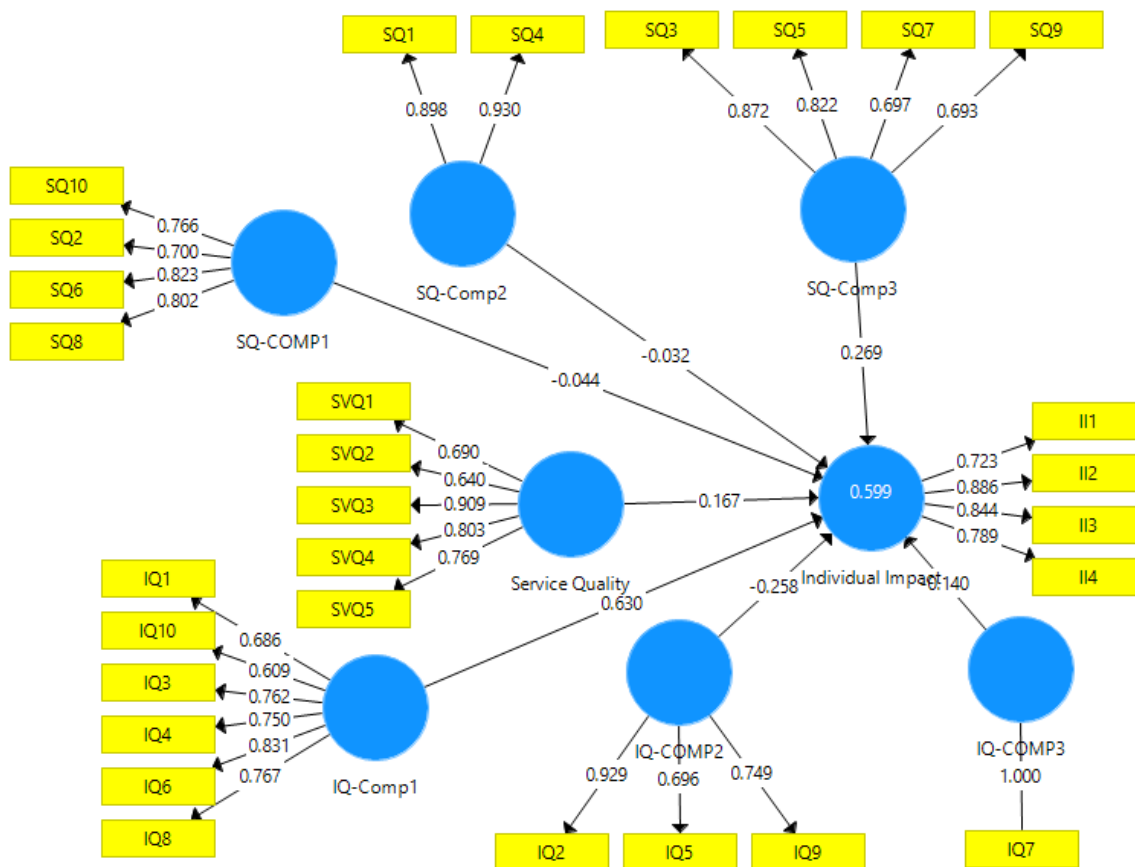 SQ1
SQ4
SQ3
SQ5
SQ7
SQ9
0.898
0.930
0.872
0.822
0.697
0.693
SQ10
SQ2
SQ6
SQ8
0.766
0.700
0.823
0.802
SQ-COMP1
SQ-Comp2
SQ-Comp3
-0.044
-0.032
0.269
SVQ1
SVQ2
SVQ3
SVQ4
SVQ5
0.690
0.640
0.909
0.803
0.769
Service Quality
0.167
0.599
Individual Impact
II1
II2
II3
II4
0.723
0.886
0.844
0.789
IQ1
IQ10
IQ3
IQ4
IQ6
IQ8
0.686
0.609
0.762
0.750
0.831
0.767
IQ-Comp1
0.630
-0.258
-0.140
IQ-COMP2
0.929
0.696
0.749
IQ2
IQ5
IQ9
IQ-COMP3
1.000
IQ7